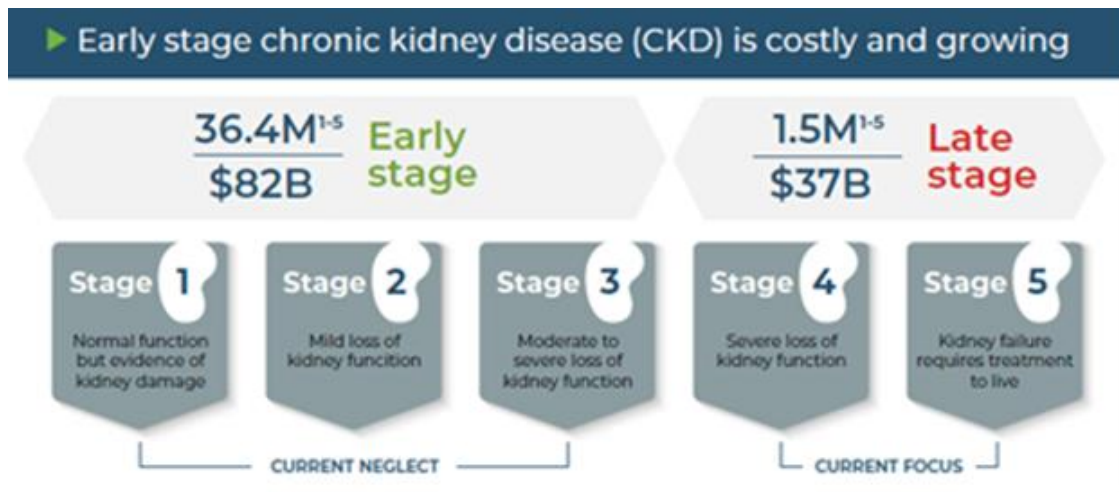 Early stage chronic kidney disease (CKD) is costly and growing
36.4M¹⁻⁵
$82B
Early
stage
1.5M¹⁻⁵
$37B
Late
stage
Stage 1
Normal function
but evidence of
kidney damage
Stage 2
Mild loss of
kidney funcition
Stage 3
Moderate to
severe loss of
kidney function
Stage 4
Severe loss of
kidney function
Stage 5
Kidney failure
requires treatment
to live
CURRENT NEGLECT
CURRENT FOCUS